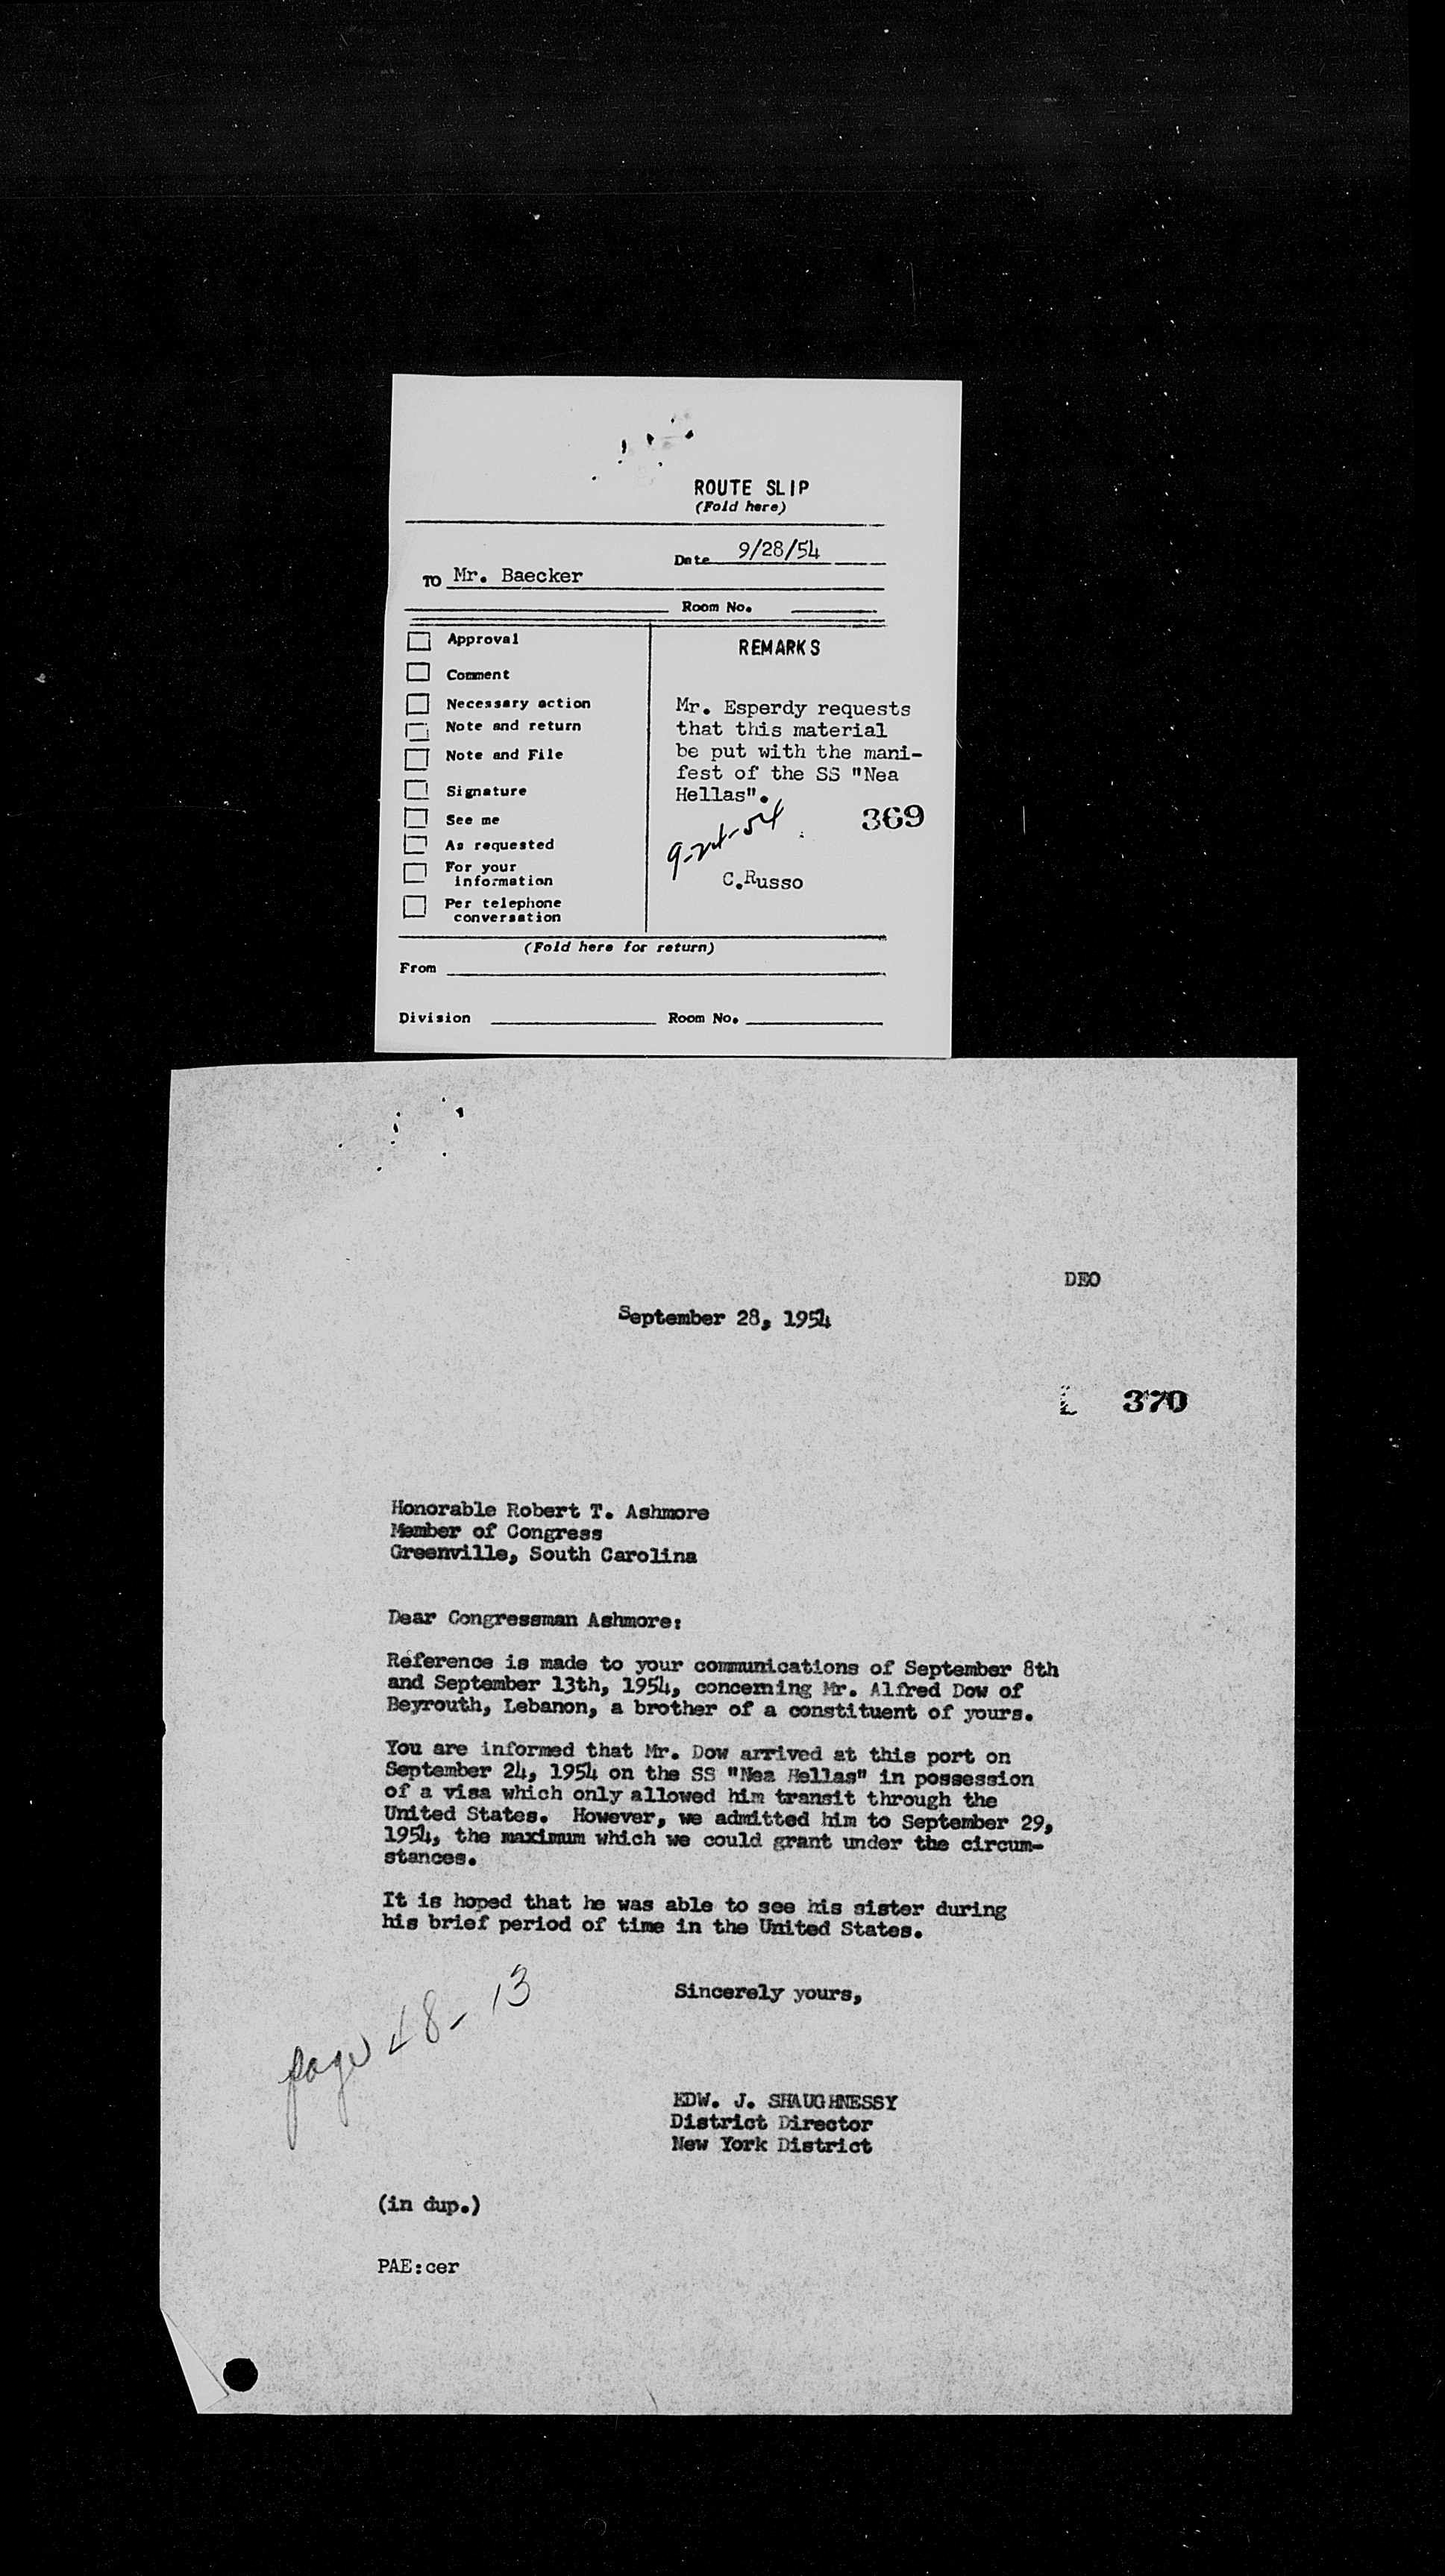 ROUTE SLIP
(Fold here)
Date 9/28/54
TO Mr. Baecker
Room No.
Approval
Comment
Necessary action
Note and return
Note and File
Signature
See me
As requested
For your
information
Per telephone
conversation
REMARKS
Mr. Esperdy requests
that this material
be put with the mani-
fest of the SS "Nea
Hellas".
369
9-24-54
C.Russo
(Fold here for return)
From
Division Room No.
DEO
September 28, 1954
370
Honorable Robert T. Ashmore
Member of Congress
Greenville, South Carolina
Dear Congressman Ashmore:
Reference is made to your communications of September 8th
and September 13th, 1954, concerning Mr. Alfred Dow of
Beyrouth, Lebanon, a brother of a constituent of yours.
You are informed that Mr. Dow arrived at this port on
September 24, 1954 on the SS "Nea Hellas" in possession
of a visa which only allowed him transit through the
United States. However, we admitted him to September 29,
1954, the maximum which we could grant under the circum-
stances.
It is hoped that he was able to see his sister during
his brief period of time in the United States.
Sincerely yours,
page 48-13
EDW. J. SHAUGHNESSY
District Director
New York District
(in dup.)
PAE:cer